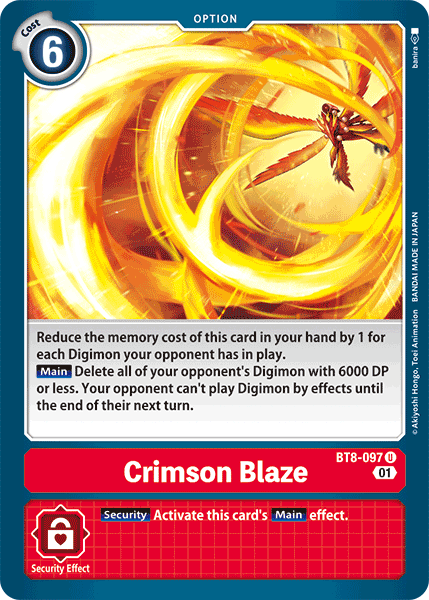 OPTION
Cost
6
banira
©Akiyoshi Hongo, Toei Animation BANDAI MADE IN JAPAN
Reduce the memory cost of this card in your hand by 1 for
each Digimon your opponent has in play.
Main Delete all of your opponent's Digimon with 6000 DP
or less. Your opponent can't play Digimon by effects until
the end of their next turn.
BT8-097 U
Crimson Blaze
01
Security Activate this card's Main effect.
Security Effect